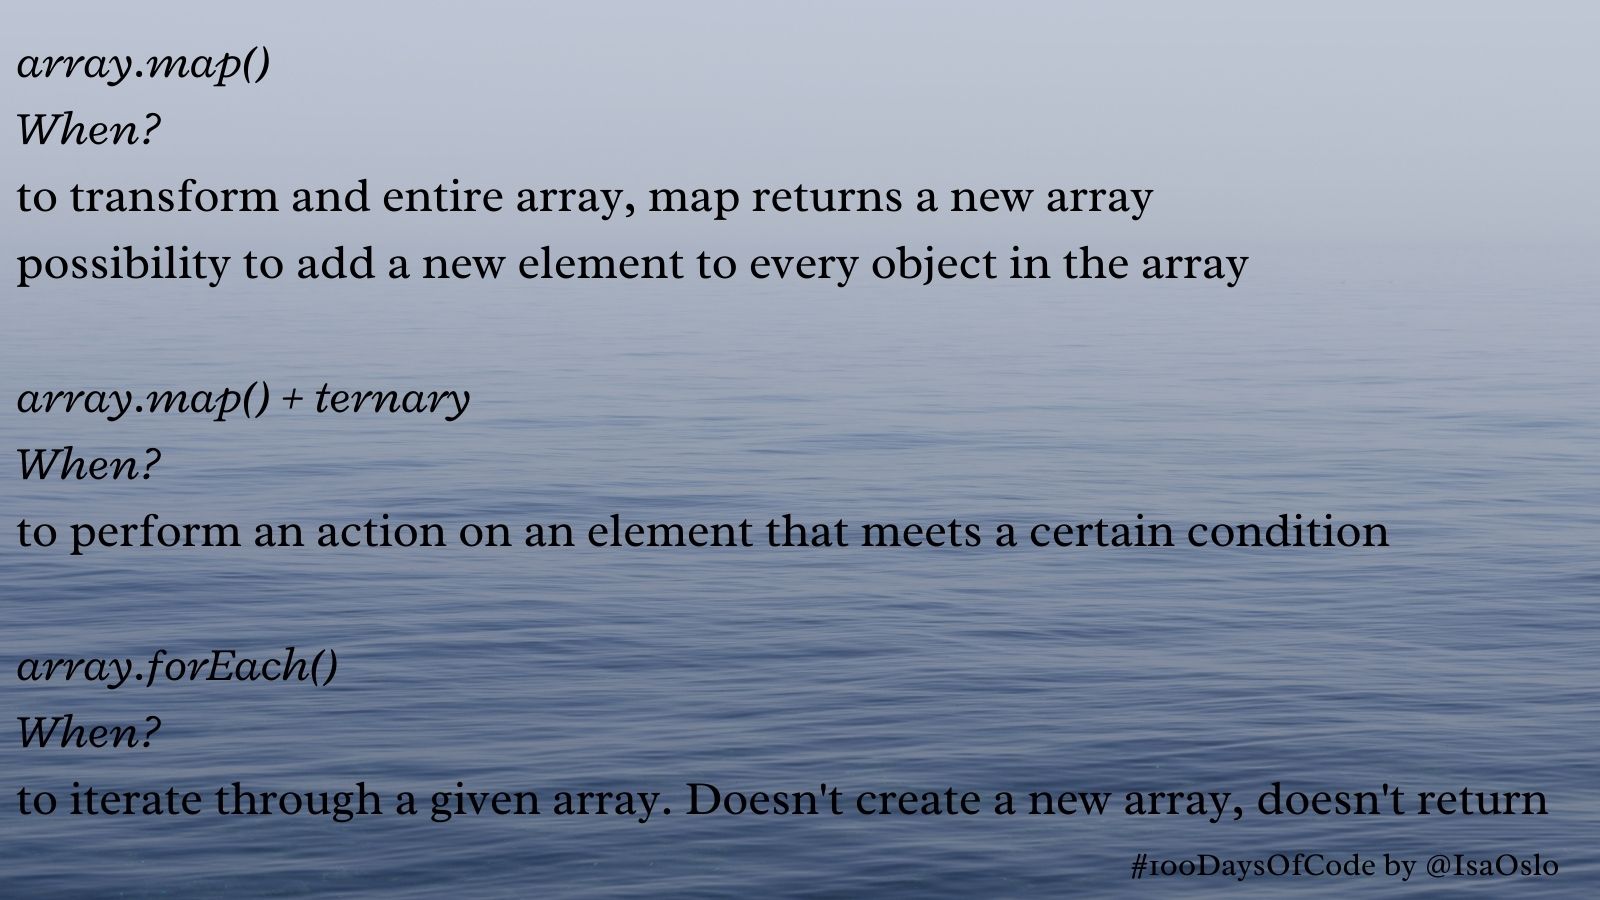 array.map()
When?
to transform and entire array, map returns a new array
possibility to add a new element to every object in the array
array.map() + ternary
When?
to perform an action on an element that meets a certain condition
array.forEach()
When?
to iterate through a given array. Doesn't create a new array, doesn't return
#100DaysOfCode by @IsaOslo